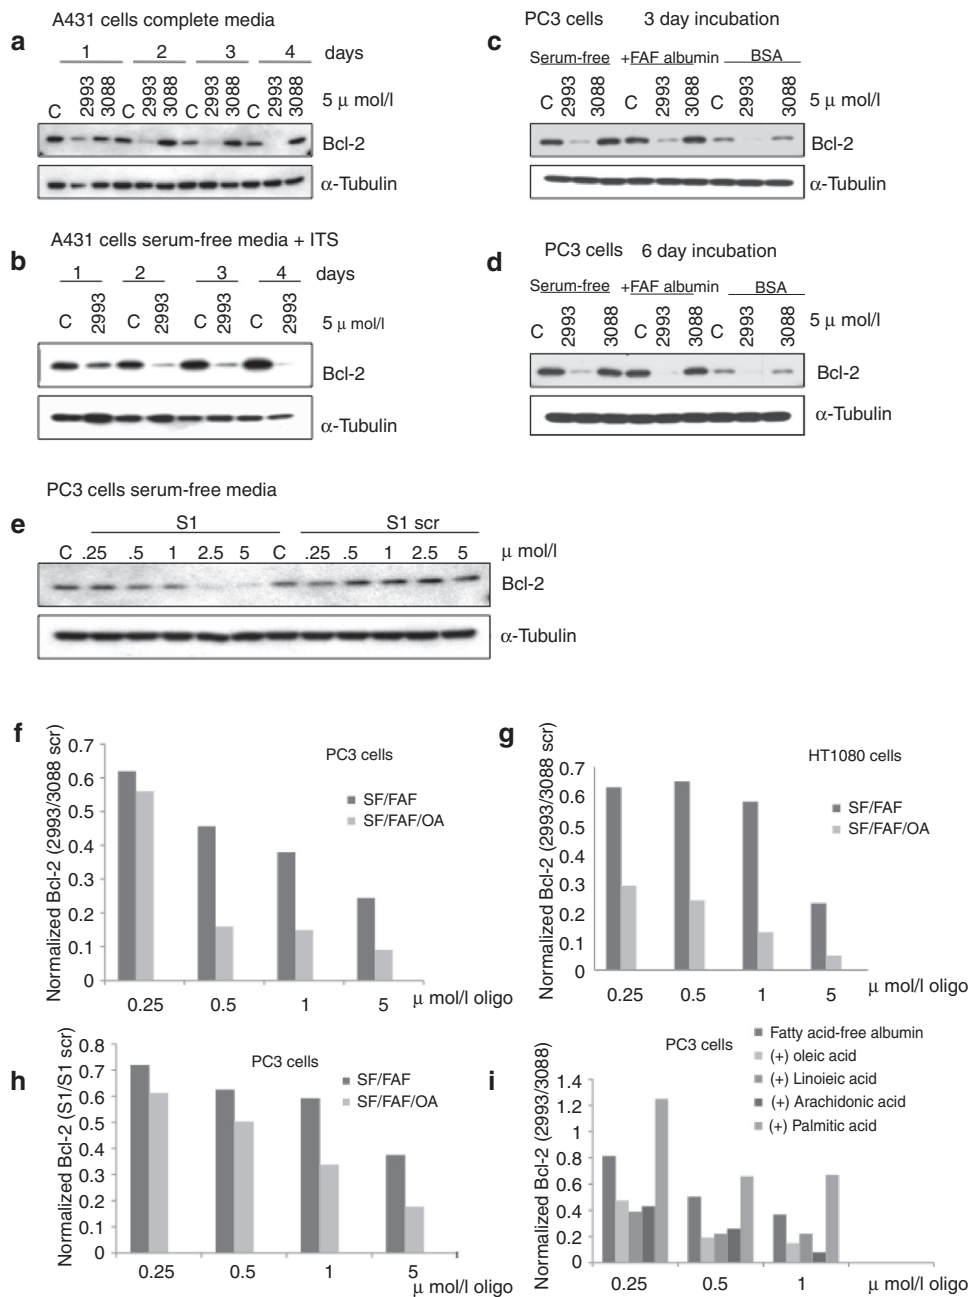 a
A431 cells complete media
1 2 3 4 days
C 2993 3088 C 2993 3088 C 2993 3088 C 2993 3088 5 μ mol/l
Bcl-2
α-Tubulin
b
A431 cells serum-free media + ITS
1 2 3 4 days
C 2993 C 2993 C 2993 C 2993 5 μ mol/l
Bcl-2
α-Tubulin
c
PC3 cells 3 day incubation
Serum-free +FAF albumin BSA
C 2993 3088 C 2993 3088 C 2993 3088 5 μ mol/l
Bcl-2
α-Tubulin
d
PC3 cells 6 day incubation
Serum-free +FAF albumin BSA
C 2993 3088 C 2993 3088 C 2993 3088 5 μ mol/l
Bcl-2
α-Tubulin
PC3 cells serum-free media
e
S1 S1 scr
C .25 .5 1 2.5 5 C .25 .5 1 2.5 5 μ mol/l
Bcl-2
α-Tubulin
f
Normalized Bcl-2 (2993/3088 scr)
PC3 cells
SF/FAF
SF/FAF/OA
0.7
0.6
0.5
0.4
0.3
0.2
0.1
0
0.25 0.5 1 5 μ mol/l oligo
g
Normalized Bcl-2 (2993/3088 scr)
HT1080 cells
SF/FAF
SF/FAF/OA
0.7
0.6
0.5
0.4
0.3
0.2
0.1
0
0.25 0.5 1 5 μ mol/l oligo
h
Normalized Bcl-2 (S1/S1 scr)
PC3 cells
SF/FAF
SF/FAF/OA
0.8
0.7
0.6
0.5
0.4
0.3
0.2
0.1
0
0.25 0.5 1 5 μ mol/l oligo
i
Normalized Bcl-2 (2993/3088)
PC3 cells
Fatty acid-free albumin
(+) oleic acid
(+) Linoieic acid
(+) Arachidonic acid
(+) Palmitic acid
1.4
1.2
1
0.8
0.6
0.4
0.2
0
0.25 0.5 1 μ mol/l oligo